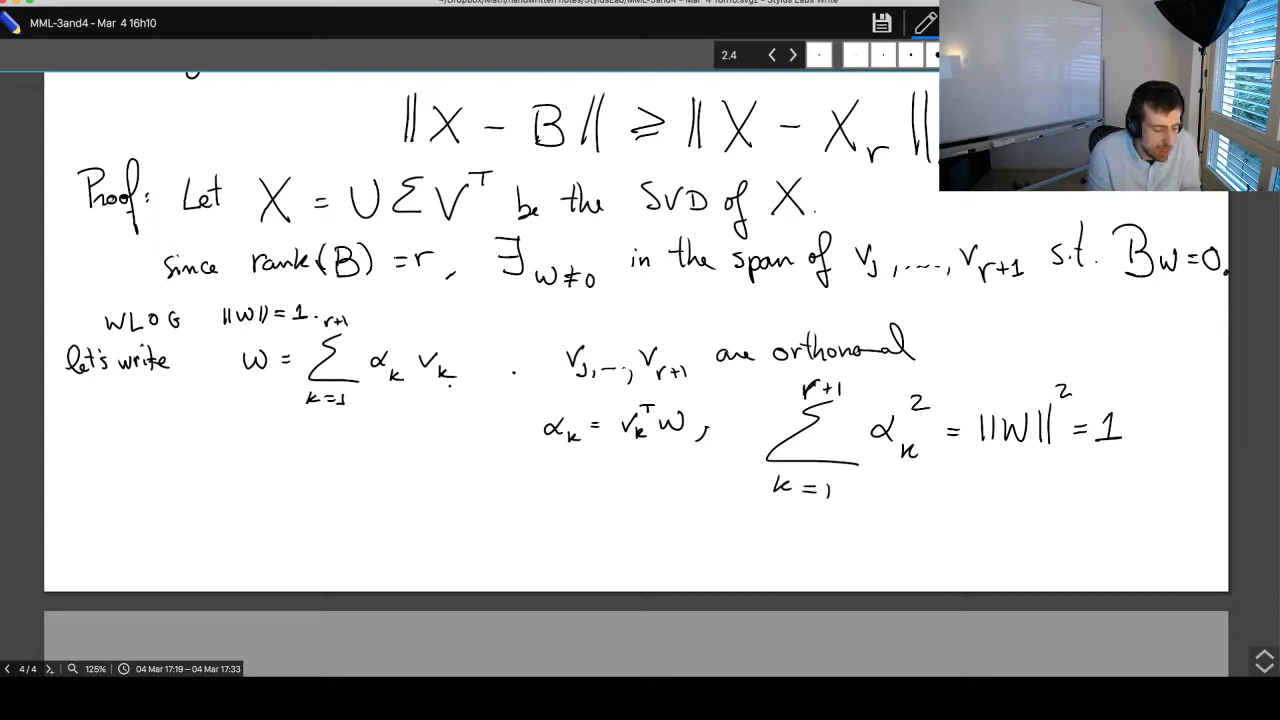 MML-3and4 - Mar 4 16h10
2.4
‖X - B‖ ≥ ‖X - X_r‖
Proof: Let X = UΣV^T be the SVD of X.
since rank(B) = r, ∃_{w≠0} in the span of v_1, ..., v_{r+1} s.t. Bw=0.
WLOG ‖w‖ = 1.
let's write w = Σ_{k=1}^{r+1} α_k v_k . v_1, ..., v_{r+1} are orthonormal
α_k = v_k^T w, Σ_{k=1}^{r+1} α_k^2 = ‖w‖^2 = 1
4/4 125% 04 Mar 17:19 – 04 Mar 17:33